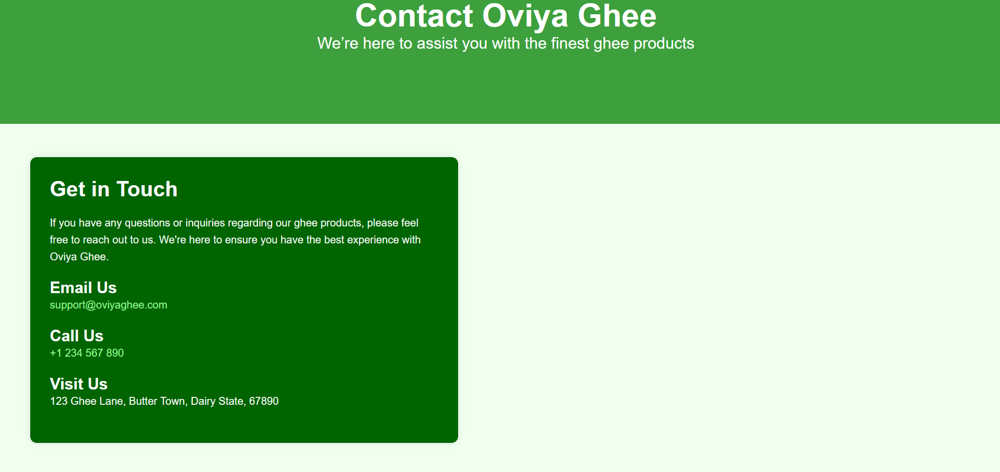 Contact Oviya Ghee
We’re here to assist you with the finest ghee products
Get in Touch
If you have any questions or inquiries regarding our ghee products, please feel
free to reach out to us. We're here to ensure you have the best experience with
Oviya Ghee.
Email Us
support@oviyaghee.com
Call Us
+1 234 567 890
Visit Us
123 Ghee Lane, Butter Town, Dairy State, 67890